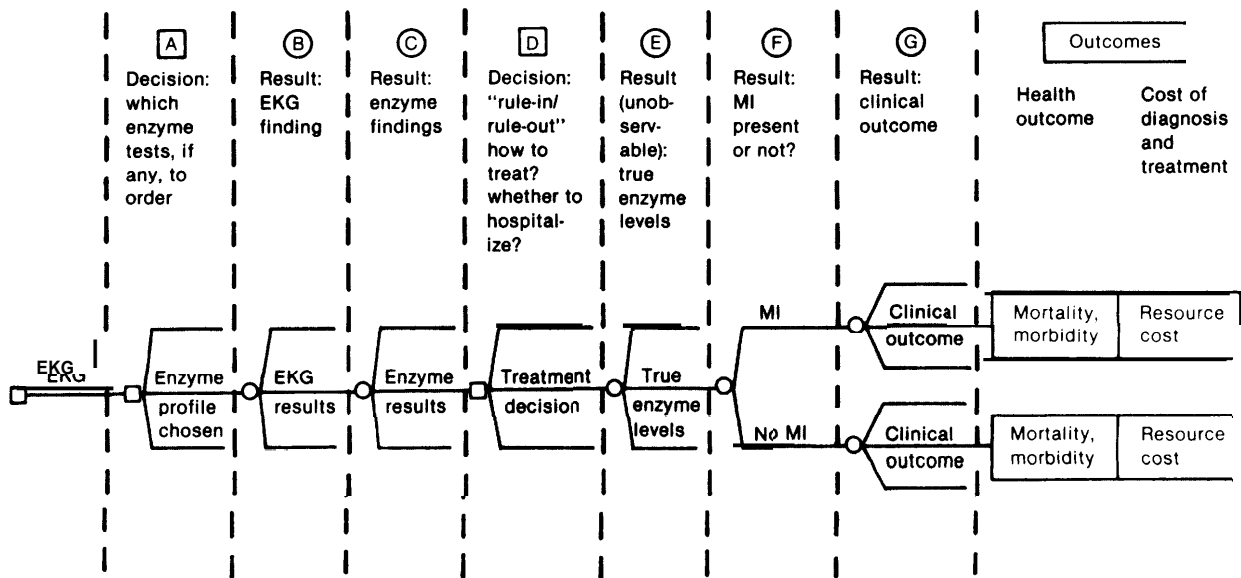 A
Decision:
which
enzyme
tests, if
any, to
order
B
Result:
EKG
finding
C
Result:
enzyme
findings
D
Decision:
"rule-in/
rule-out"
how to
treat?
whether to
hospital-
ize?
E
Result
(unob-
serv-
able):
true
enzyme
levels
F
Result:
MI
present
or not?
G
Result:
clinical
outcome
Outcomes
Health
outcome
Cost of
diagnosis
and
treatment
EKG
EKG
Enzyme
profile
chosen
EKG
results
Enzyme
results
Treatment
decision
True
enzyme
levels
MI
No MI
Clinical
outcome
Mortality,
morbidity
Resource
cost
Clinical
outcome
Mortality,
morbidity
Resource
cost